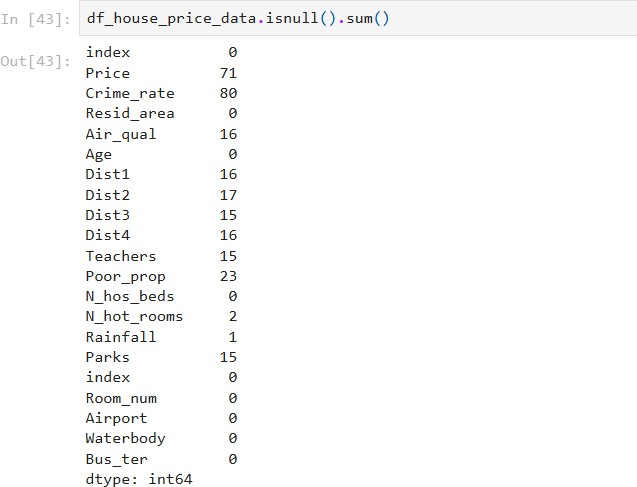 In [43]: df_house_price_data.isnull().sum()
Out[43]: index 0
Price 71
Crime_rate 80
Resid_area 0
Air_qual 16
Age 0
Dist1 16
Dist2 17
Dist3 15
Dist4 16
Teachers 15
Poor_prop 23
N_hos_beds 0
N_hot_rooms 2
Rainfall 1
Parks 15
index 0
Room_num 0
Airport 0
Waterbody 0
Bus_ter 0
dtype: int64